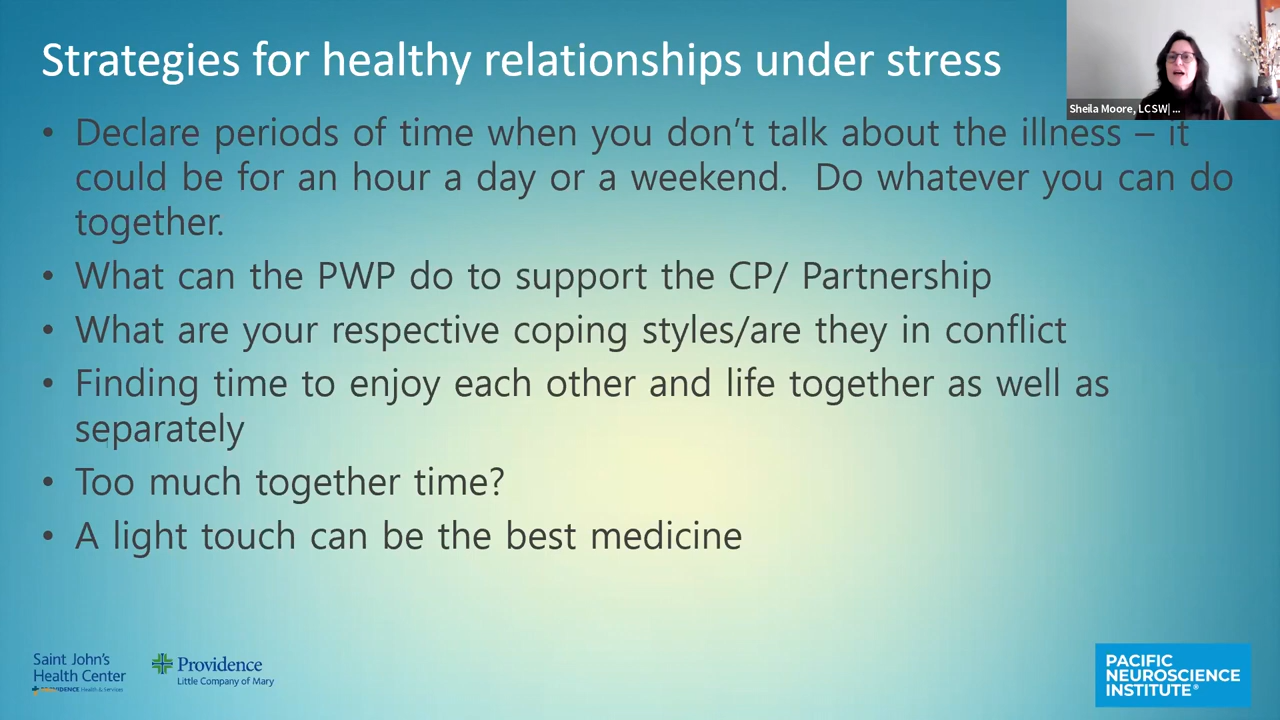 Strategies for healthy relationships under stress
Sheila Moore, LCSW| ...
• Declare periods of time when you don't talk about the illness – it
could be for an hour a day or a weekend.  Do whatever you can do
together.
• What can the PWP do to support the CP/ Partnership
• What are your respective coping styles/are they in conflict
• Finding time to enjoy each other and life together as well as
separately
• Too much together time?
• A light touch can be the best medicine
Saint John's
Health Center
PROVIDENCE Health & Services
Providence
Little Company of Mary
PACIFIC
NEUROSCIENCE
INSTITUTE®